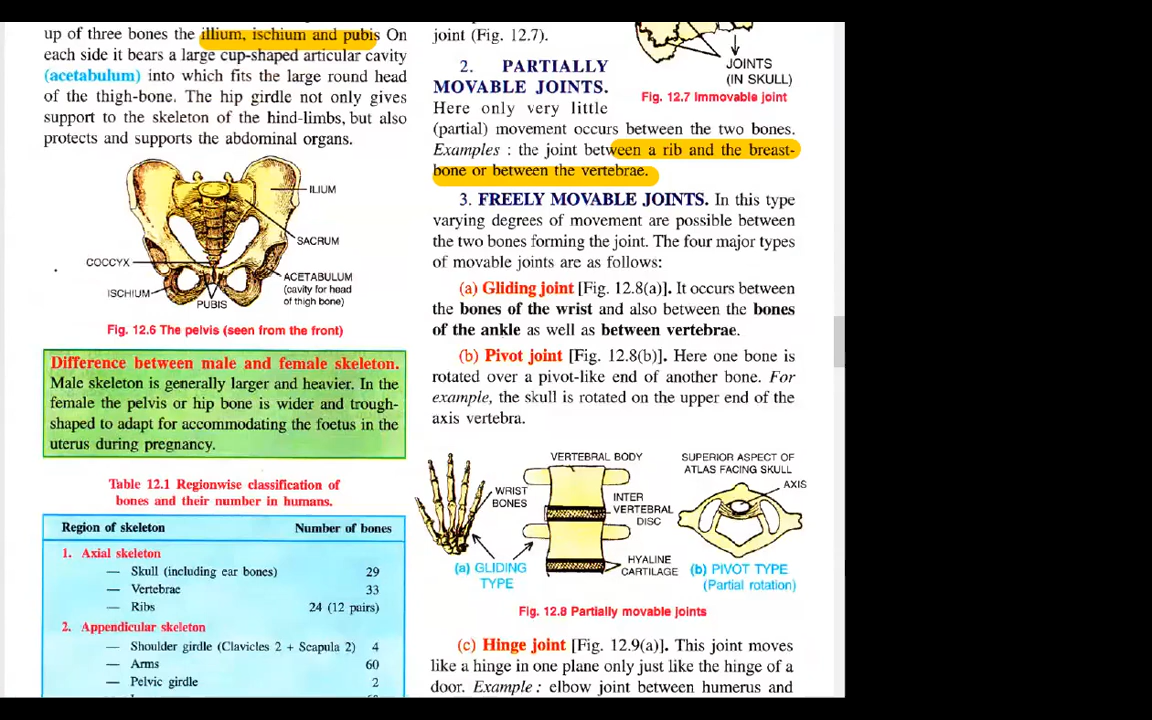 up of three bones the illium, ischium and pubis On
each side it bears a large cup-shaped articular cavity
(acetabulum) into which fits the large round head
of the thigh-bone. The hip girdle not only gives
support to the skeleton of the hind-limbs, but also
protects and supports the abdominal organs.
ILIUM
SACRUM
COCCYX
ACETABULUM
(cavity for head
of thigh bone)
ISCHIUM
PUBIS
Fig. 12.6 The pelvis (seen from the front)
Difference between male and female skeleton.
Male skeleton is generally larger and heavier. In the
female the pelvis or hip bone is wider and trough-
shaped to adapt for accommodating the foetus in the
uterus during pregnancy.
Table 12.1 Regionwise classification of
bones and their number in humans.
Region of skeleton Number of bones
1. Axial skeleton
— Skull (including ear bones) 29
— Vertebrae 33
— Ribs 24 (12 pairs)
2. Appendicular skeleton
— Shoulder girdle (Clavicles 2 + Scapula 2) 4
— Arms 60
— Pelvic girdle 2
joint (Fig. 12.7).
JOINTS
(IN SKULL)
Fig. 12.7 Immovable joint
2. PARTIALLY
MOVABLE JOINTS.
Here only very little
(partial) movement occurs between the two bones.
Examples : the joint between a rib and the breast-
bone or between the vertebrae.
3. FREELY MOVABLE JOINTS. In this type
varying degrees of movement are possible between
the two bones forming the joint. The four major types
of movable joints are as follows:
(a) Gliding joint [Fig. 12.8(a)]. It occurs between
the bones of the wrist and also between the bones
of the ankle as well as between vertebrae.
(b) Pivot joint [Fig. 12.8(b)]. Here one bone is
rotated over a pivot-like end of another bone. For
example, the skull is rotated on the upper end of the
axis vertebra.
WRIST
BONES
VERTEBRAL BODY
INTER
VERTEBRAL
DISC
HYALINE
CARTILAGE
(a) GLIDING
TYPE
SUPERIOR ASPECT OF
ATLAS FACING SKULL
AXIS
(b) PIVOT TYPE
(Partial rotation)
Fig. 12.8 Partially movable joints
(c) Hinge joint [Fig. 12.9(a)]. This joint moves
like a hinge in one plane only just like the hinge of a
door. Example : elbow joint between humerus and